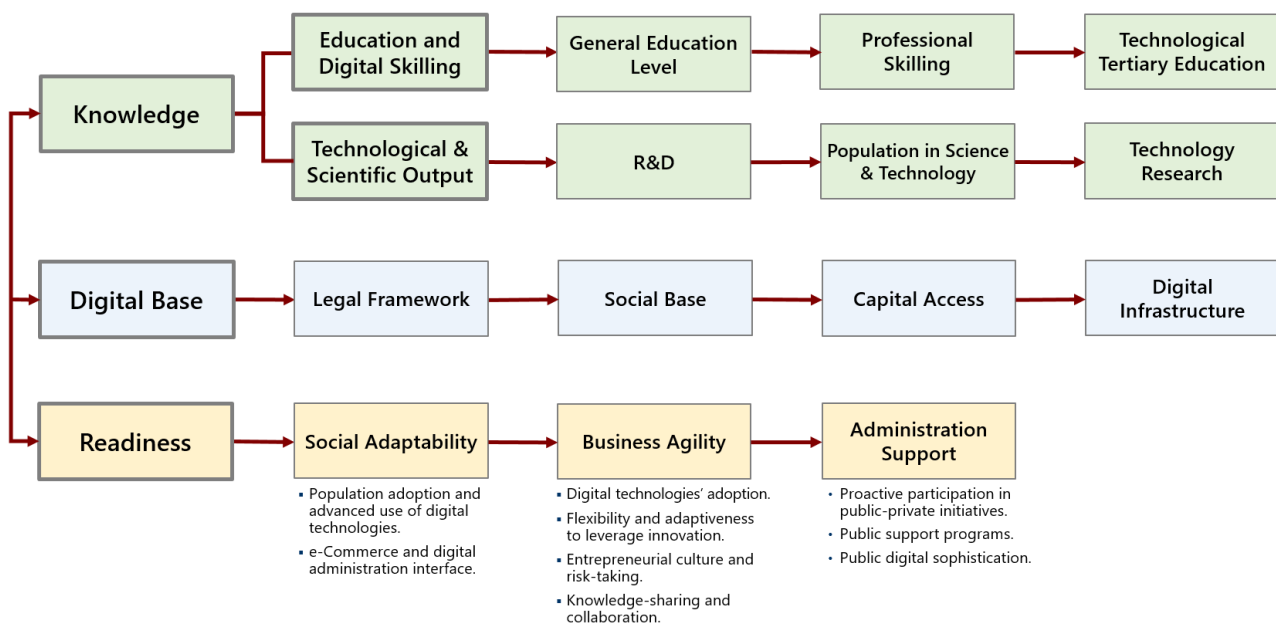 Knowledge
Education and
Digital Skilling
General Education
Level
Professional
Skilling
Technological
Tertiary Education
Technological &
Scientific Output
R&D
Population in Science
& Technology
Technology
Research
Digital Base
Legal Framework
Social Base
Capital Access
Digital
Infrastructure
Readiness
Social Adaptability
Business Agility
Administration
Support
▪ Population adoption and
advanced use of digital
technologies.
▪ e-Commerce and digital
administration interface.
▪ Digital technologies’ adoption.
▪ Flexibility and adaptiveness
to leverage innovation.
▪ Entrepreneurial culture and
risk-taking.
▪ Knowledge-sharing and
collaboration.
• Proactive participation in
public-private initiatives.
• Public support programs.
• Public digital sophistication.